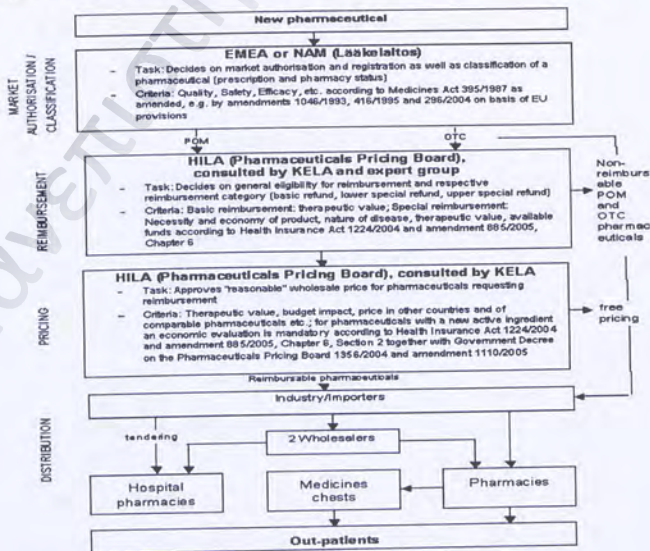 New pharmaceutical
MARKET
AUTHORISATION /
CLASSIFICATION
EMEA or NAM (Lääkelaitos)
- Task: Decides on market authorisation and registration as well as classification of a
pharmaceutical (prescription and pharmacy status)
- Criteria: Quality, Safety, Efficacy, etc. according to Medicines Act 395/1987 as
amended, e.g. by amendments 1046/1993, 416/1995 and 296/2004 on basis of EU
provisions
POM
OTC
REIMBURSEMENT
HILA (Pharmaceuticals Pricing Board),
consulted by KELA and expert group
- Task: Decides on general eligibility for reimbursement and respective
reimbursement category (basic refund, lower special refund, upper special refund)
- Criteria: Basic reimbursement: therapeutic value; Special reimbursement:
Necessity and economy of product, nature of disease, therapeutic value, available
funds according to Health Insurance Act 1224/2004 and amendment 885/2005,
Chapter 6
Non-
reimburs
able
POM
and
OTC
pharmac
euticals
PRICING
HILA (Pharmaceuticals Pricing Board), consulted by KELA
- Task: Approves "reasonable" wholesale price for pharmaceuticals requesting
reimbursement
- Criteria: Therapeutic value, budget impact, price in other countries and of
comparable pharmaceuticals etc.; for pharmaceuticals with a new active ingredient
an economic evaluation is mandatory according to Health Insurance Act 1224/2004
and amendment 885/2005, Chapter 6, Section 2 together with Government Decree
on the Pharmaceuticals Pricing Board 1356/2004 and amendment 1110/2005
free
pricing
Reimbursable pharmaceuticals
DISTRIBUTION
Industry/Importers
tendering
2 Wholesalers
Hospital
pharmacies
Medicines
chests
Pharmacies
Out-patients